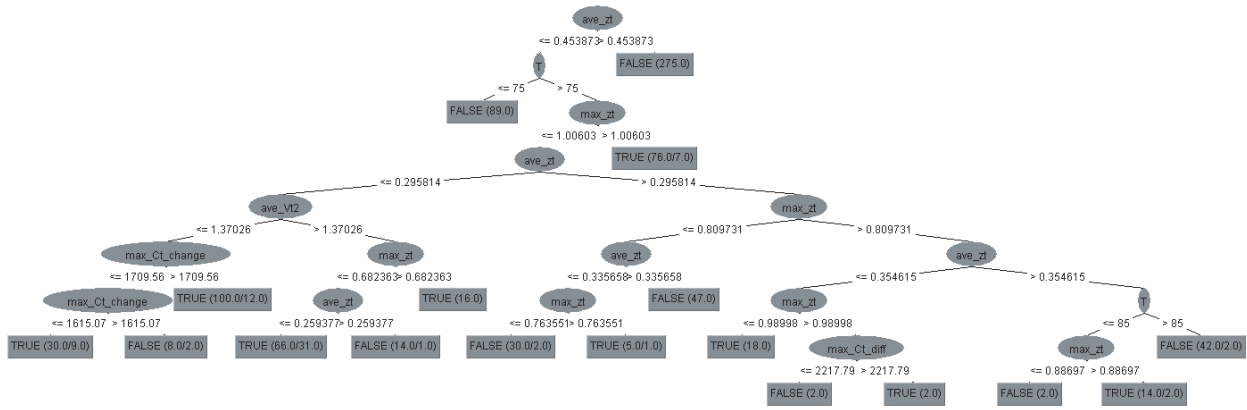 ave_zt
<= 0.453873 > 0.453873
T FALSE (275.0)
<= 75 > 75
FALSE (89.0) max_zt
<= 1.00603 > 1.00603
ave_zt TRUE (76.0/7.0)
<= 0.295814 > 0.295814
ave_Vt2 max_zt
<= 1.37026 > 1.37026 <= 0.809731 > 0.809731
max_Ct_change max_zt ave_zt ave_zt
<= 1709.56 > 1709.56 <= 0.682363 > 0.682363 <= 0.335658 > 0.335658 <= 0.354615 > 0.354615
max_Ct_change TRUE (100.0/12.0) ave_zt TRUE (16.0) max_zt FALSE (47.0) max_zt T
<= 1615.07 > 1615.07 <= 0.259377 > 0.259377 <= 0.763551 > 0.763551 <= 0.98998 > 0.98998 <= 85 > 85
TRUE (30.0/9.0) FALSE (8.0/2.0) TRUE (66.0/31.0) FALSE (14.0/1.0) FALSE (30.0/2.0) TRUE (5.0/1.0) TRUE (18.0) max_Ct_diff max_zt FALSE (42.0/2.0)
<= 2217.79 > 2217.79 <= 0.88697 > 0.88697
FALSE (2.0) TRUE (2.0) FALSE (2.0) TRUE (14.0/2.0)